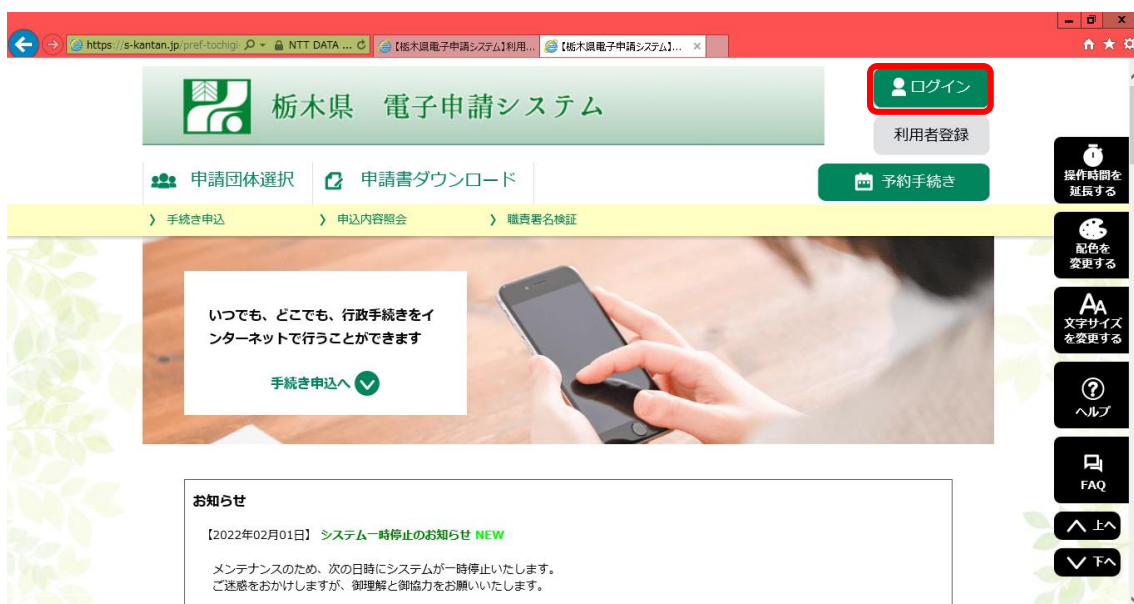 https://s-kantan.jp/pref-tochigi
NTT DATA ...
【栃木県電子申請システム】利用...
【栃木県電子申請システム】...
栃木県 電子申請システム
ログイン
利用者登録
申請団体選択
申請書ダウンロード
予約手続き
手続き申込
申込内容照会
職責署名検証
操作時間を
延長する
配色を
変更する
文字サイズ
を変更する
ヘルプ
FAQ
上へ
下へ
いつでも、どこでも、行政手続きをイ
ンターネットで行うことができます
手続き申込へ
お知らせ
【2022年02月01日】 システム一時停止のお知らせ NEW
メンテナンスのため、次の日時にシステムが一時停止いたします。
ご迷惑をおかけしますが、御理解と御協力をお願いいたします。